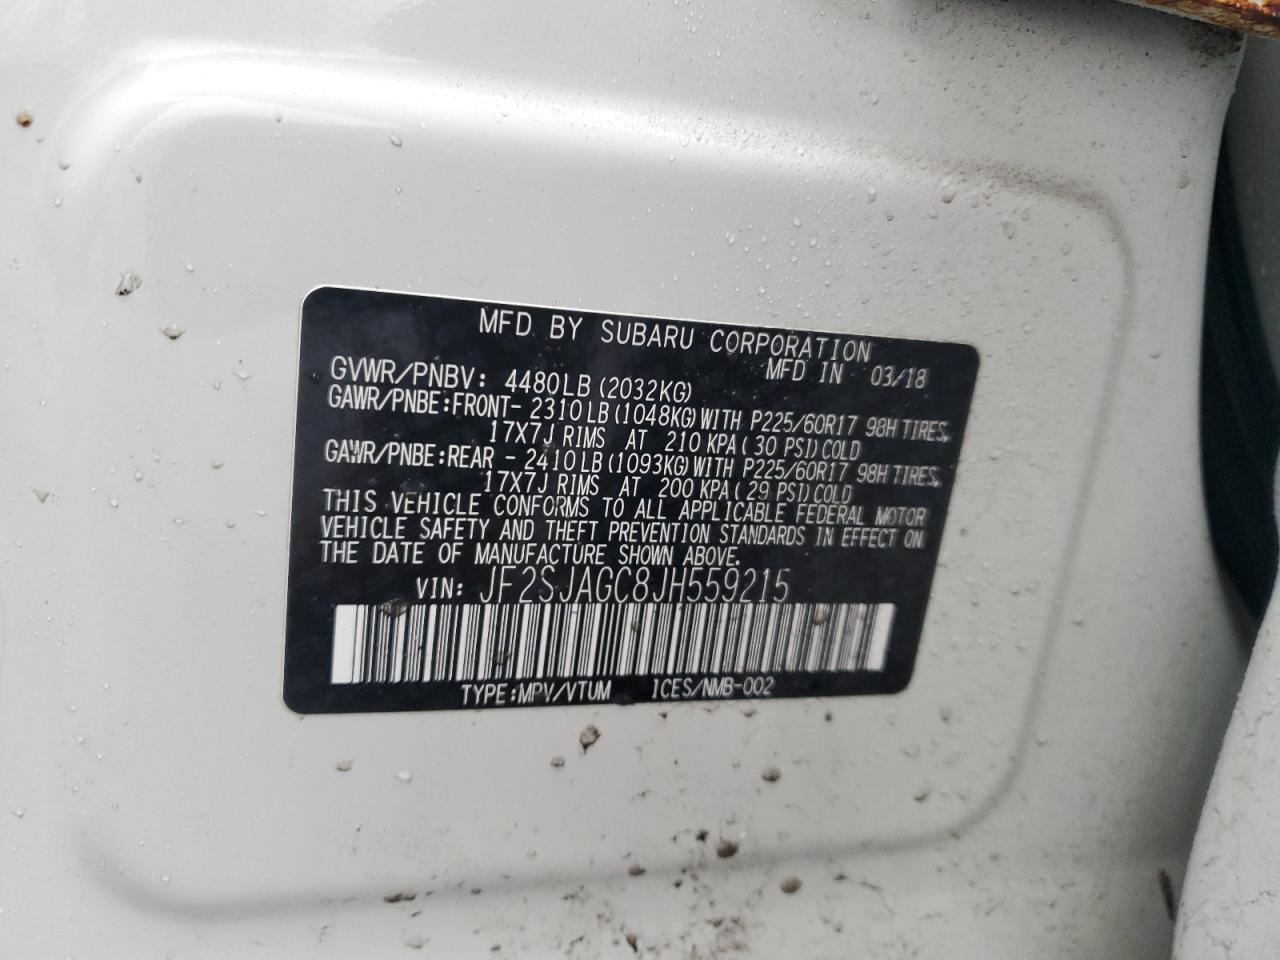 MFD BY SUBARU CORPORATION
MFD IN 03/18
GVWR/PNBV: 4480LB (2032KG)
GAWR/PNBE:FRONT- 2310LB (1048KG) WITH P225/60R17 98H TIRES,
17X7J RIMS AT 210 KPA ( 30 PSI) COLD
GAWR/PNBE:REAR - 2410LB (1093KG) WITH P225/60R17 98H TIRES,
17X7J RIMS AT 200 KPA ( 29 PSI) COLD
THIS VEHICLE CONFORMS TO ALL APPLICABLE FEDERAL MOTOR
VEHICLE SAFETY AND THEFT PREVENTION STANDARDS IN EFFECT ON
THE DATE OF MANUFACTURE SHOWN ABOVE.
VIN: JF2SJAGC8JH559215
TYPE:MPV/VTUM ICES/NMB-002